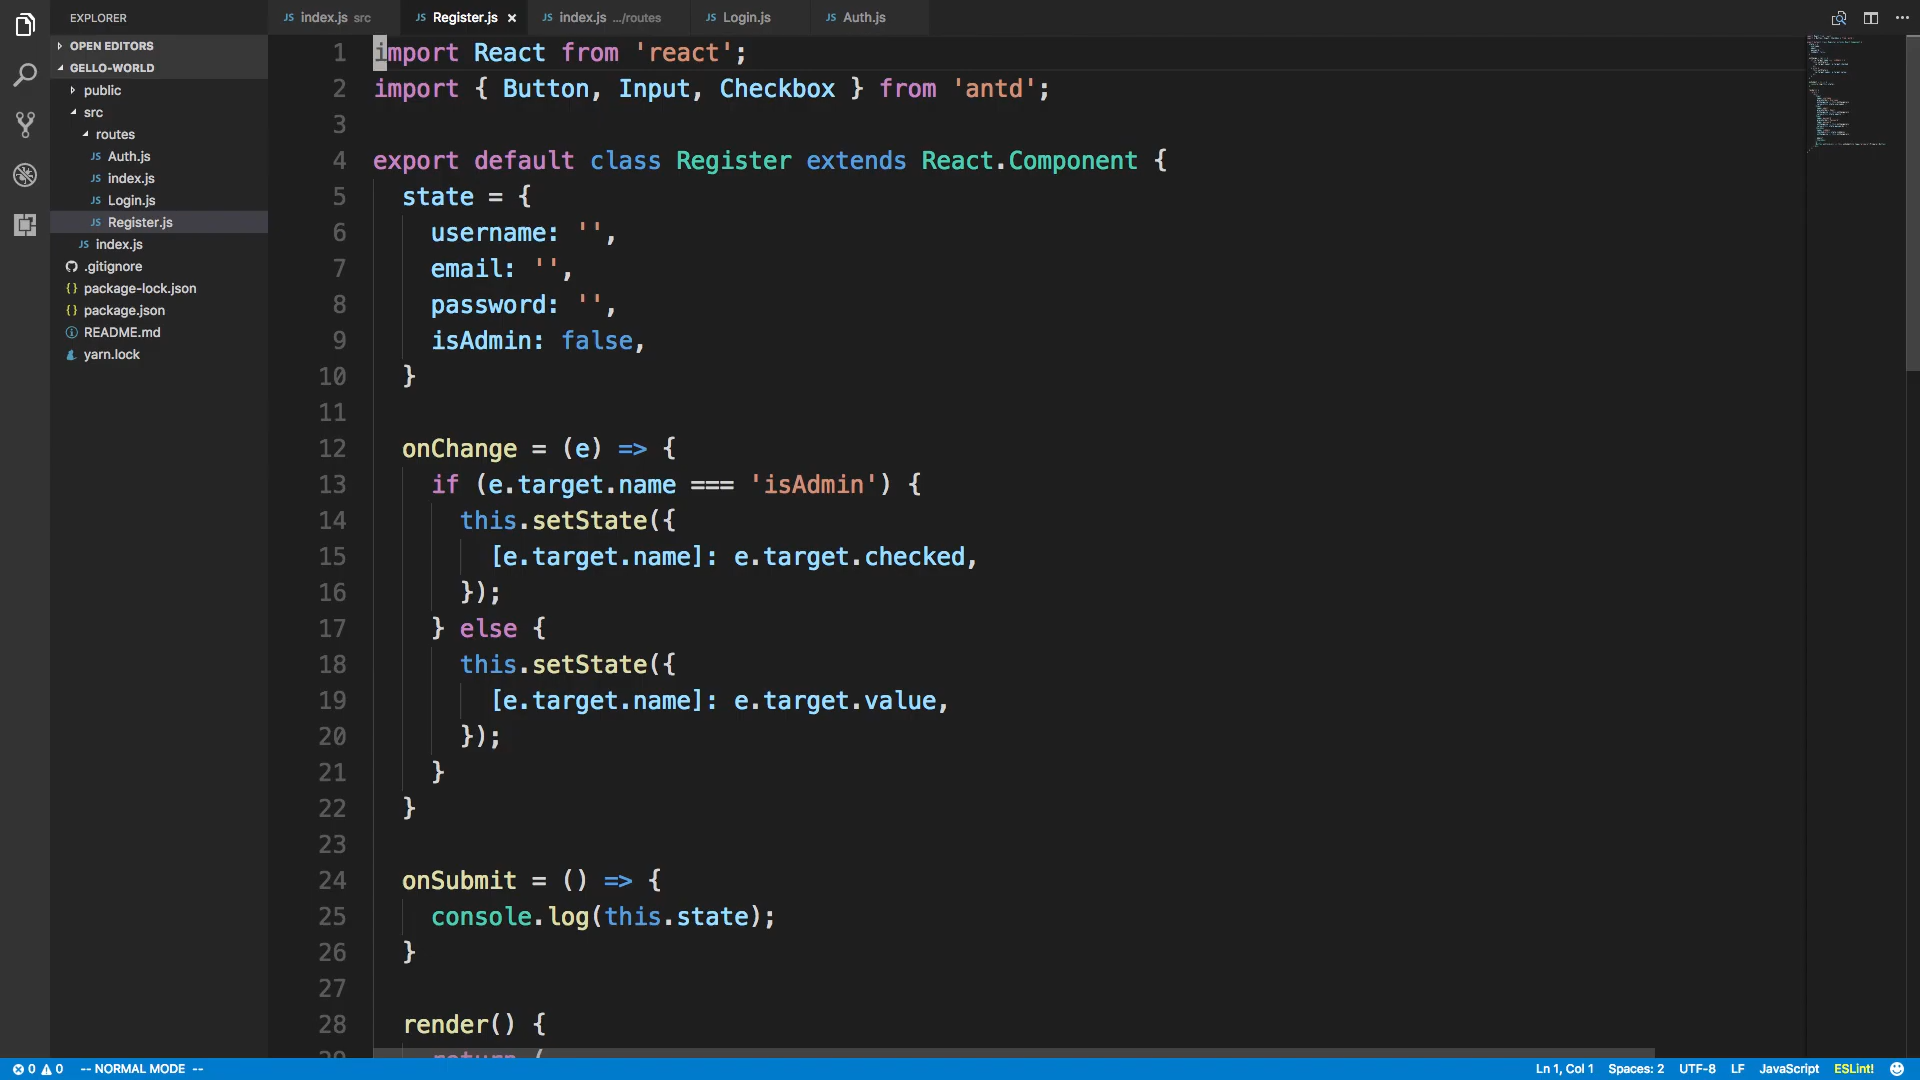 EXPLORER
OPEN EDITORS
GELLO-WORLD
public
src
routes
JS Auth.js
JS index.js
JS Login.js
JS Register.js
JS index.js
.gitignore
{} package-lock.json
{} package.json
README.md
yarn.lock
JS index.js src
JS Register.js ×
JS index.js .../routes
JS Login.js
JS Auth.js
1 import React from 'react';
2 import { Button, Input, Checkbox } from 'antd';
3
4 export default class Register extends React.Component {
5 state = {
6 username: '',
7 email: '',
8 password: '',
9 isAdmin: false,
10 }
11
12 onChange = (e) => {
13 if (e.target.name === 'isAdmin') {
14 this.setState({
15 [e.target.name]: e.target.checked,
16 });
17 } else {
18 this.setState({
19 [e.target.name]: e.target.value,
20 });
21 }
22 }
23
24 onSubmit = () => {
25 console.log(this.state);
26 }
27
28 render() {
29 return (
0 0 -- NORMAL MODE --
Ln 1, Col 1 Spaces: 2 UTF-8 LF JavaScript ESLint!